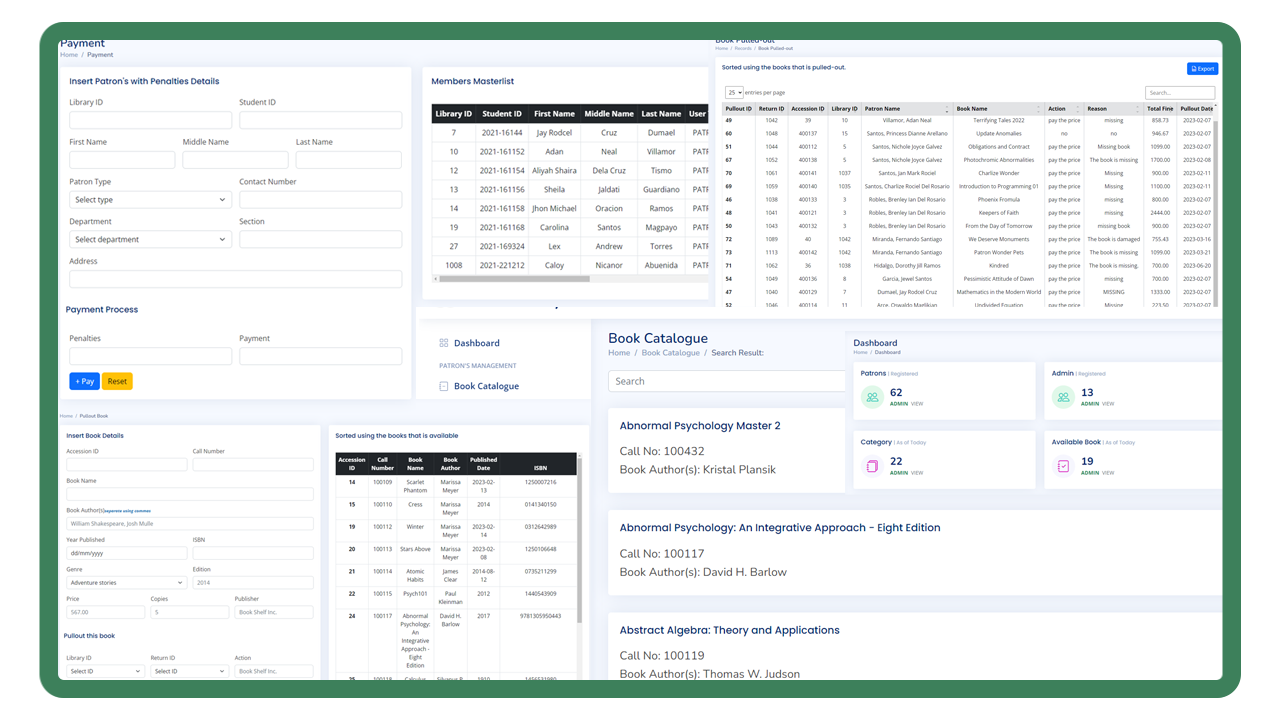 Payment
Home / Payment
Insert Patron's with Penalties Details
Library ID Student ID
First Name Middle Name Last Name
Patron Type Contact Number
Select type
Department Section
Select department
Address
Payment Process
Penalties Payment
+ Pay Reset
Members Masterlist
Library ID Student ID First Name Middle Name Last Name User
7 2021-16144 Jay Rodcel Cruz Dumael PATR
10 2021-161152 Adan Neal Villamor PATR
12 2021-161154 Aliyah Shaira Dela Cruz Tismo PATR
13 2021-161156 Sheila Jaldati Guardiano PATR
14 2021-161158 Jhon Michael Oracion Ramos PATR
19 2021-161168 Carolina Santos Magpayo PATR
27 2021-169324 Lex Andrew Torres PATR
1008 2021-221212 Caloy Nicanor Abuenida PATR
Book Pulled-out
Home / Records / Book Pulled-out
Sorted using the books that is pulled-out.
Export
25 entries per page Search...
Pullout ID Return ID Accession ID Library ID Patron Name Book Name Action Reason Total Fine Pullout Date
49 1042 39 10 Villamor, Adan Neal Terrifying Tales 2022 pay the price missing 858.73 2023-02-07
60 1048 400137 15 Santos, Princess Dianne Arellano Update Anomalies no no 946.67 2023-02-07
51 1044 400112 5 Santos, Nichole Joyce Galvez Obligations and Contract pay the price Missing book 1099.00 2023-02-07
67 1052 400138 5 Santos, Nichole Joyce Galvez Photochromic Abnormalities pay the price The book is missing 1700.00 2023-02-08
70 1061 400141 1037 Santos, Jan Mark Rociel Charlize Wonder pay the price Missing 900.00 2023-02-11
69 1059 400140 1035 Santos, Charlize Rociel Del Rosario Introduction to Programming 01 pay the price Missing 1100.00 2023-02-11
46 1038 400133 3 Robles, Brenley Ian Del Rosario Phoenix Fromula pay the price missing 800.00 2023-02-07
48 1041 400121 3 Robles, Brenley Ian Del Rosario Keepers of Faith pay the price missing 2444.00 2023-02-07
50 1043 400132 3 Robles, Brenley Ian Del Rosario From the Day of Tomorrow pay the price missing book 900.00 2023-02-07
72 1089 40 1042 Miranda, Fernando Santiago We Deserve Monuments pay the price The book is damaged 755.43 2023-03-16
73 1113 400142 1042 Miranda, Fernando Santiago Patron Wonder Pets pay the price The book is missing 1099.00 2023-03-21
71 1062 36 1038 Hidalgo, Dorothy Jill Ramos Kindred pay the price The book is missing. 700.00 2023-06-20
54 1049 400136 8 Garcia, Jewel Santos Pessimistic Attitude of Dawn pay the price Missing 700.00 2023-02-07
47 1040 400129 7 Dumael, Jay Rodcel Cruz Mathematics in the Modern World pay the price MISSING 1333.00 2023-02-07
52 1046 400114 11 Arce, Oswaldo Madlikian Undivided Equation pay the price Missing 223.50 2023-02-07
Dashboard
PATRON'S MANAGEMENT
Book Catalogue
Book Catalogue
Home / Book Catalogue / Search Result:
Search
Abnormal Psychology Master 2
Call No: 100432
Book Author(s): Kristal Plansik
Abnormal Psychology: An Integrative Approach - Eight Edition
Call No: 100117
Book Author(s): David H. Barlow
Abstract Algebra: Theory and Applications
Call No: 100119
Book Author(s): Thomas W. Judson
Dashboard
Home / Dashboard
Patrons | Registered
62
ADMIN VIEW
Admin | Registered
13
ADMIN VIEW
Category | As of Today
22
ADMIN VIEW
Available Book | As of Today
19
ADMIN VIEW
Home / Pullout Book
Insert Book Details
Accession ID Call Number
Book Name
Book Author(s)separate using commas
William Shakespeare, Josh Mulle
Year Published ISBN
dd/mm/yyyy
Genre Edition
Adventure stories 2014
Price Copies Publisher
567.00 5 Book Shelf Inc.
Pullout this book
Library ID Return ID Action
Select ID Select ID Book Shelf Inc.
Sorted using the books that is available
Accession ID Call Number Book Name Book Author Published Date ISBN
14 100109 Scarlet Phantom Marissa Meyer 2023-02-13 1250007216
15 100110 Cress Marissa Meyer 2014 0141340150
19 100112 Winter Marissa Meyer 2023-02-14 0312642989
20 100113 Stars Above Marissa Meyer 2023-02-08 1250106648
21 100114 Atomic Habits James Clear 2014-08-12 0735211299
22 100115 Psych101 Paul Kleinman 2012 1440543909
24 100117 Abnormal Psychology: An Integrative Approach - Eight Edition David H. Barlow 2017 9781305950443